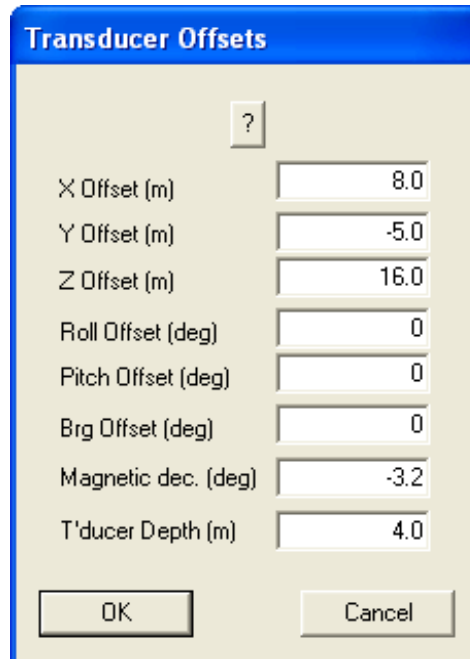 Transducer Offsets
?
X Offset (m) 8.0
Y Offset (m) -5.0
Z Offset (m) 16.0
Roll Offset (deg) 0
Pitch Offset (deg) 0
Brg Offset (deg) 0
Magnetic dec. (deg) -3.2
T'ducer Depth (m) 4.0
OK Cancel